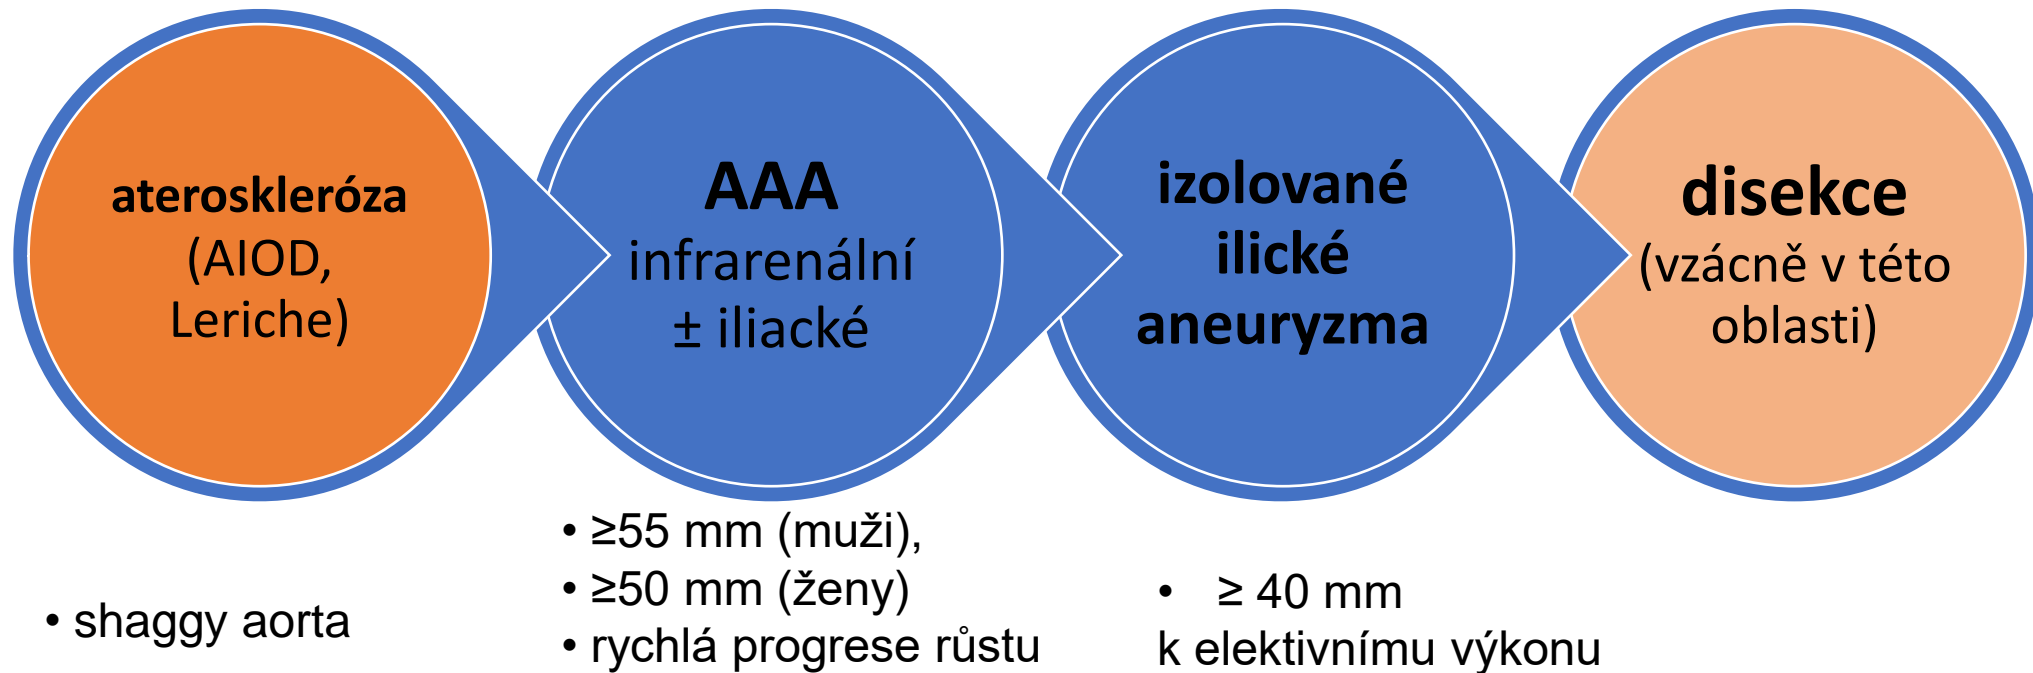 ateroskleróza
(AIOD,
Leriche)
AAA
infrarenální
± iliacké
izolované
ilické
aneuryzma
disekce
(vzácně v této
oblasti)
• shaggy aorta
• ≥55 mm (muži),
• ≥50 mm (ženy)
• rychlá progrese růstu
• ≥ 40 mm
k elektivnímu výkonu